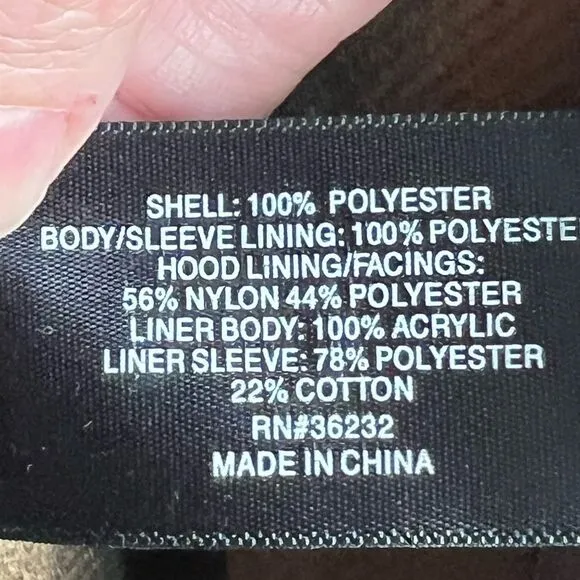 SHELL: 100% POLYESTER
BODY/SLEEVE LINING: 100% POLYESTE
HOOD LINING/FACINGS:
56% NYLON 44% POLYESTER
LINER BODY: 100% ACRYLIC
LINER SLEEVE: 78% POLYESTER
22% COTTON
RN#36232
MADE IN CHINA